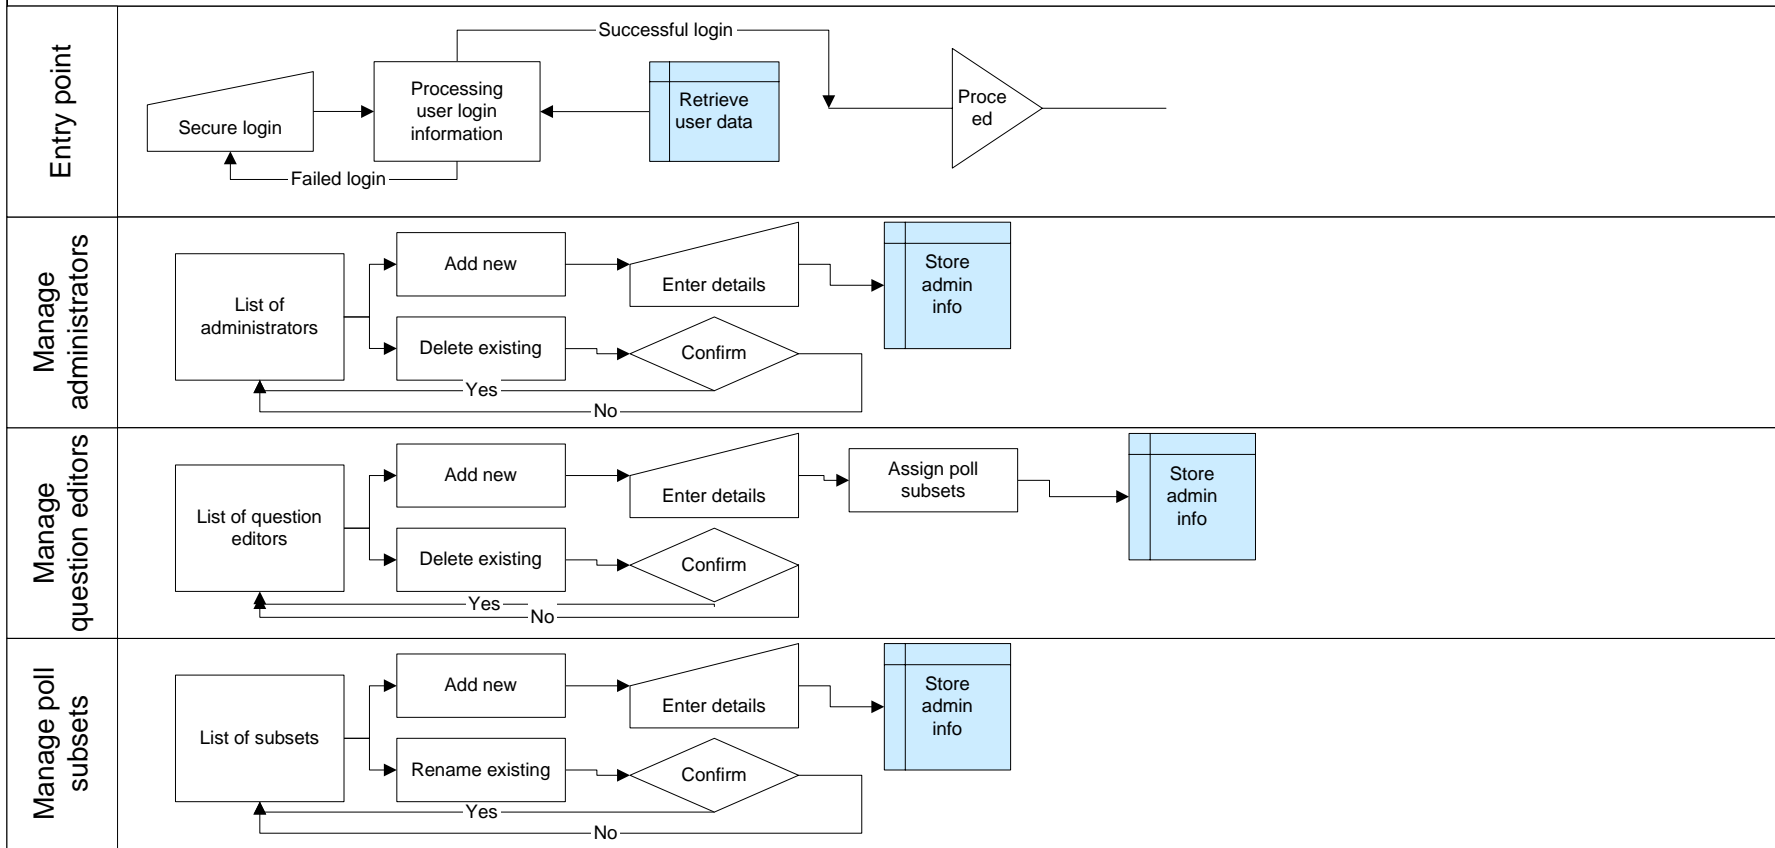 Entry point
Successful login
Secure login
Processing
user login
information
Retrieve
user data
Proce
ed
Failed login
Manage
administrators
List of
administrators
Add new
Enter details
Store
admin
info
Delete existing
Confirm
Yes
No
Manage
question editors
List of question
editors
Add new
Enter details
Assign poll
subsets
Store
admin
info
Delete existing
Confirm
Yes
No
Manage poll
subsets
List of subsets
Add new
Enter details
Store
admin
info
Rename existing
Confirm
Yes
No